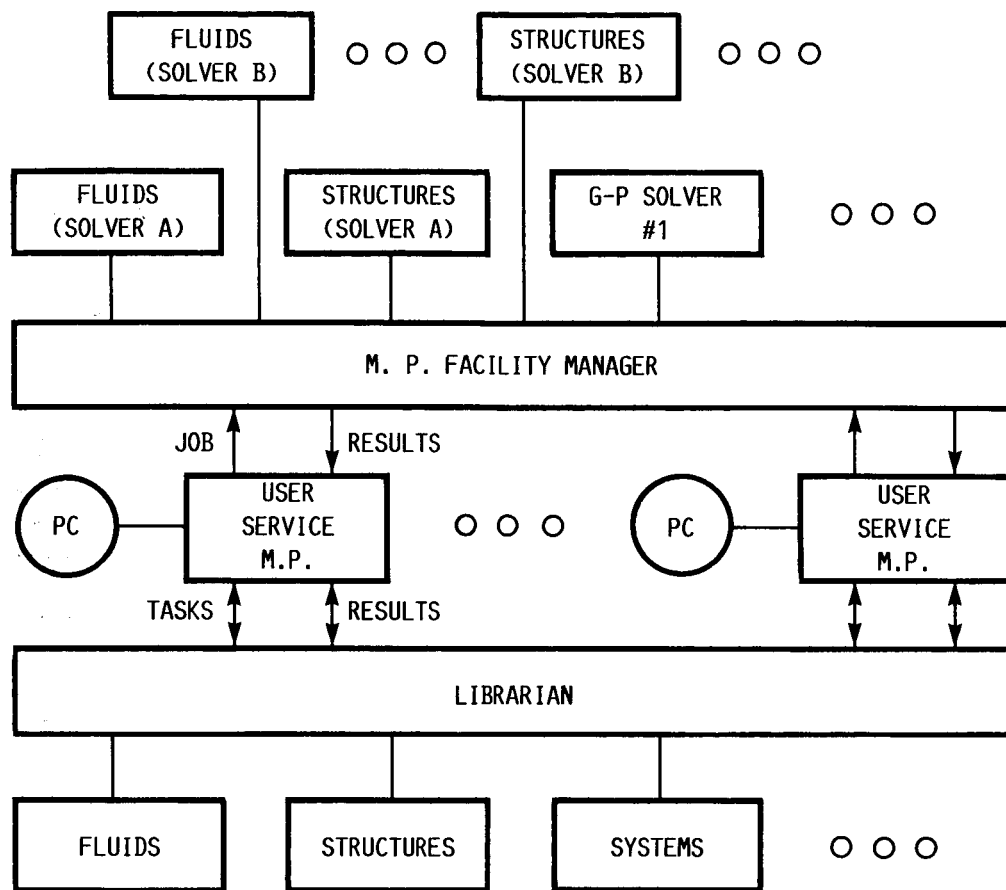 FLUIDS
(SOLVER B)
STRUCTURES
(SOLVER B)
FLUIDS
(SOLVER A)
STRUCTURES
(SOLVER A)
G-P SOLVER
#1
M. P. FACILITY MANAGER
JOB
RESULTS
PC
USER
SERVICE
M.P.
PC
USER
SERVICE
M.P.
TASKS
RESULTS
LIBRARIAN
FLUIDS
STRUCTURES
SYSTEMS